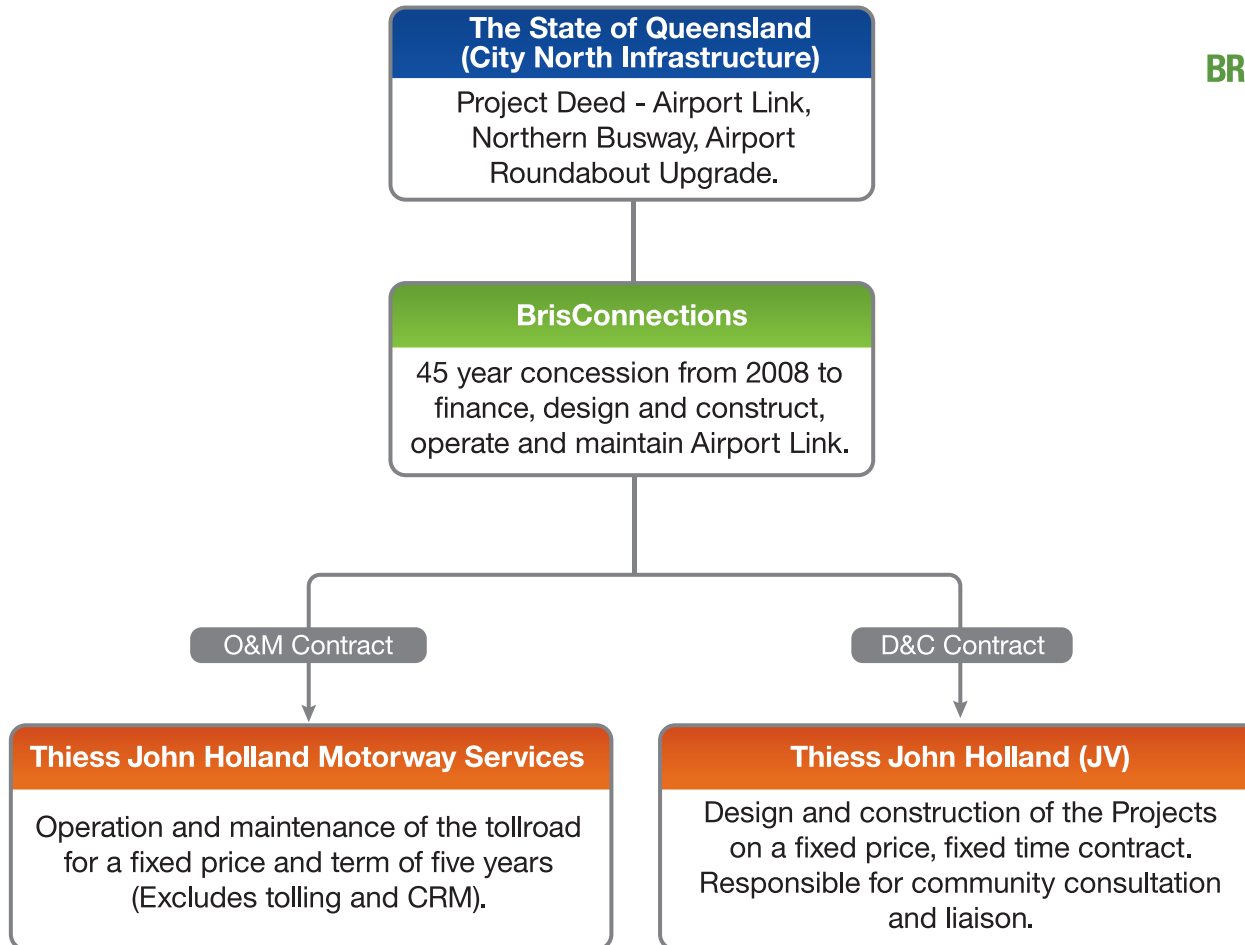 The State of Queensland
(City North Infrastructure)
Project Deed - Airport Link,
Northern Busway, Airport
Roundabout Upgrade.
BR
BrisConnections
45 year concession from 2008 to
finance, design and construct,
operate and maintain Airport Link.
O&M Contract
D&C Contract
Thiess John Holland Motorway Services
Operation and maintenance of the tollroad
for a fixed price and term of five years
(Excludes tolling and CRM).
Thiess John Holland (JV)
Design and construction of the Projects
on a fixed price, fixed time contract.
Responsible for community consultation
and liaison.